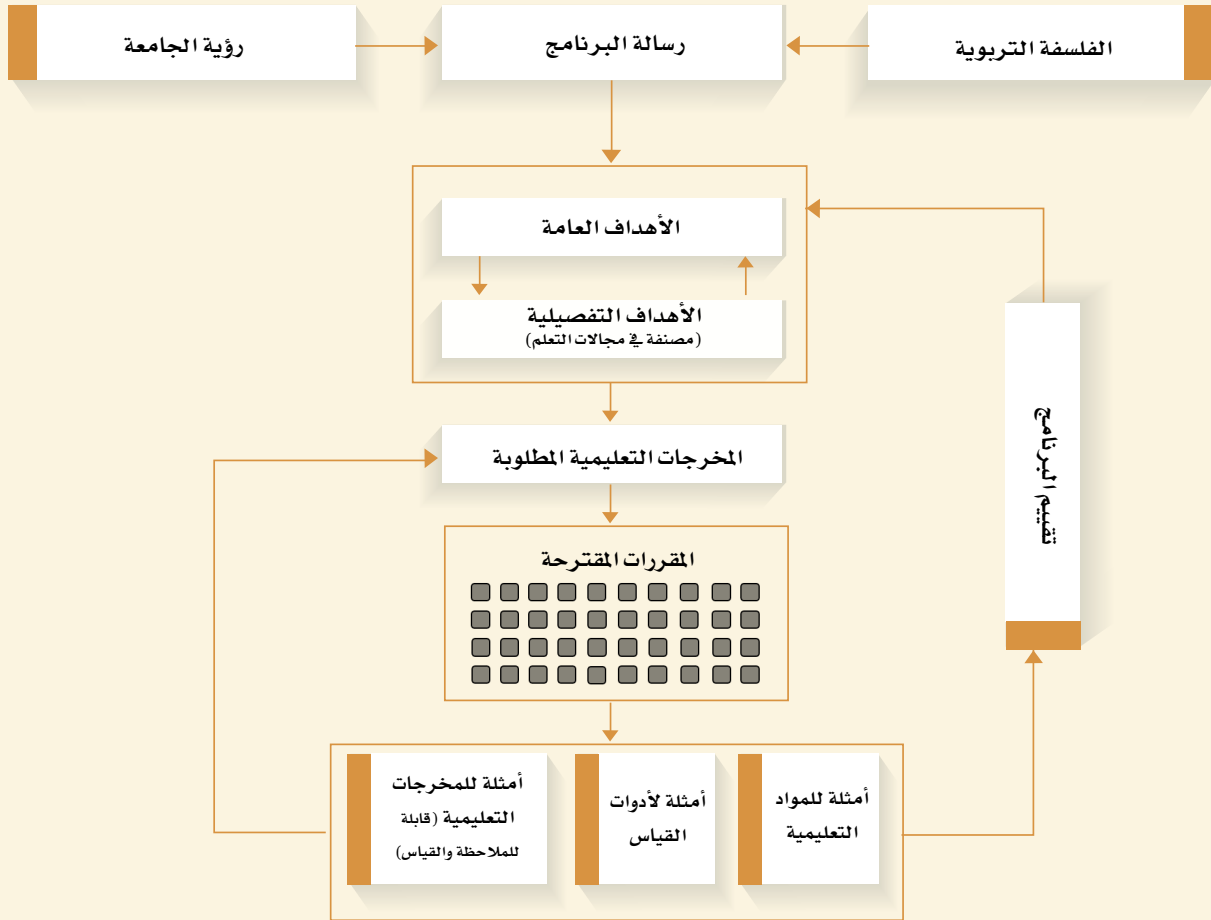 الفلسفة التربوية
رسالة البرنامج
رؤية الجامعة
الأهداف العامة
الأهداف التفصيلية
(مصنفة في مجالات التعلم)
المخرجات التعليمية المطلوبة
المقررات المقترحة
أمثلة للمواد
التعليمية
أمثلة لأدوات
القياس
أمثلة للمخرجات
التعليمية (قابلة
للملاحظة والقياس)
تقييم البرنامج